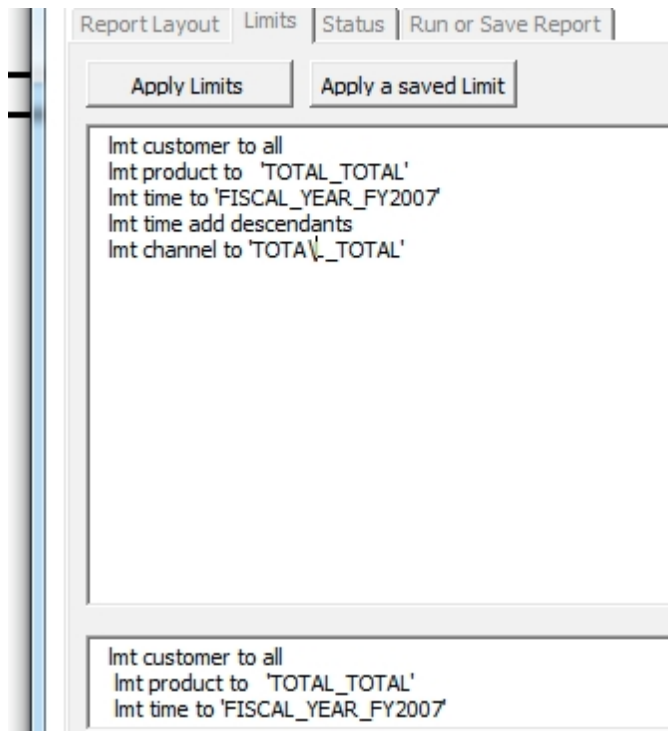 Report Layout Limits Status Run or Save Report
Apply Limits Apply a saved Limit
lmt customer to all
lmt product to 'TOTAL_TOTAL'
lmt time to 'FISCAL_YEAR_FY2007'
lmt time add descendants
lmt channel to 'TOTA\L_TOTAL'
lmt customer to all
lmt product to 'TOTAL_TOTAL'
lmt time to 'FISCAL_YEAR_FY2007'